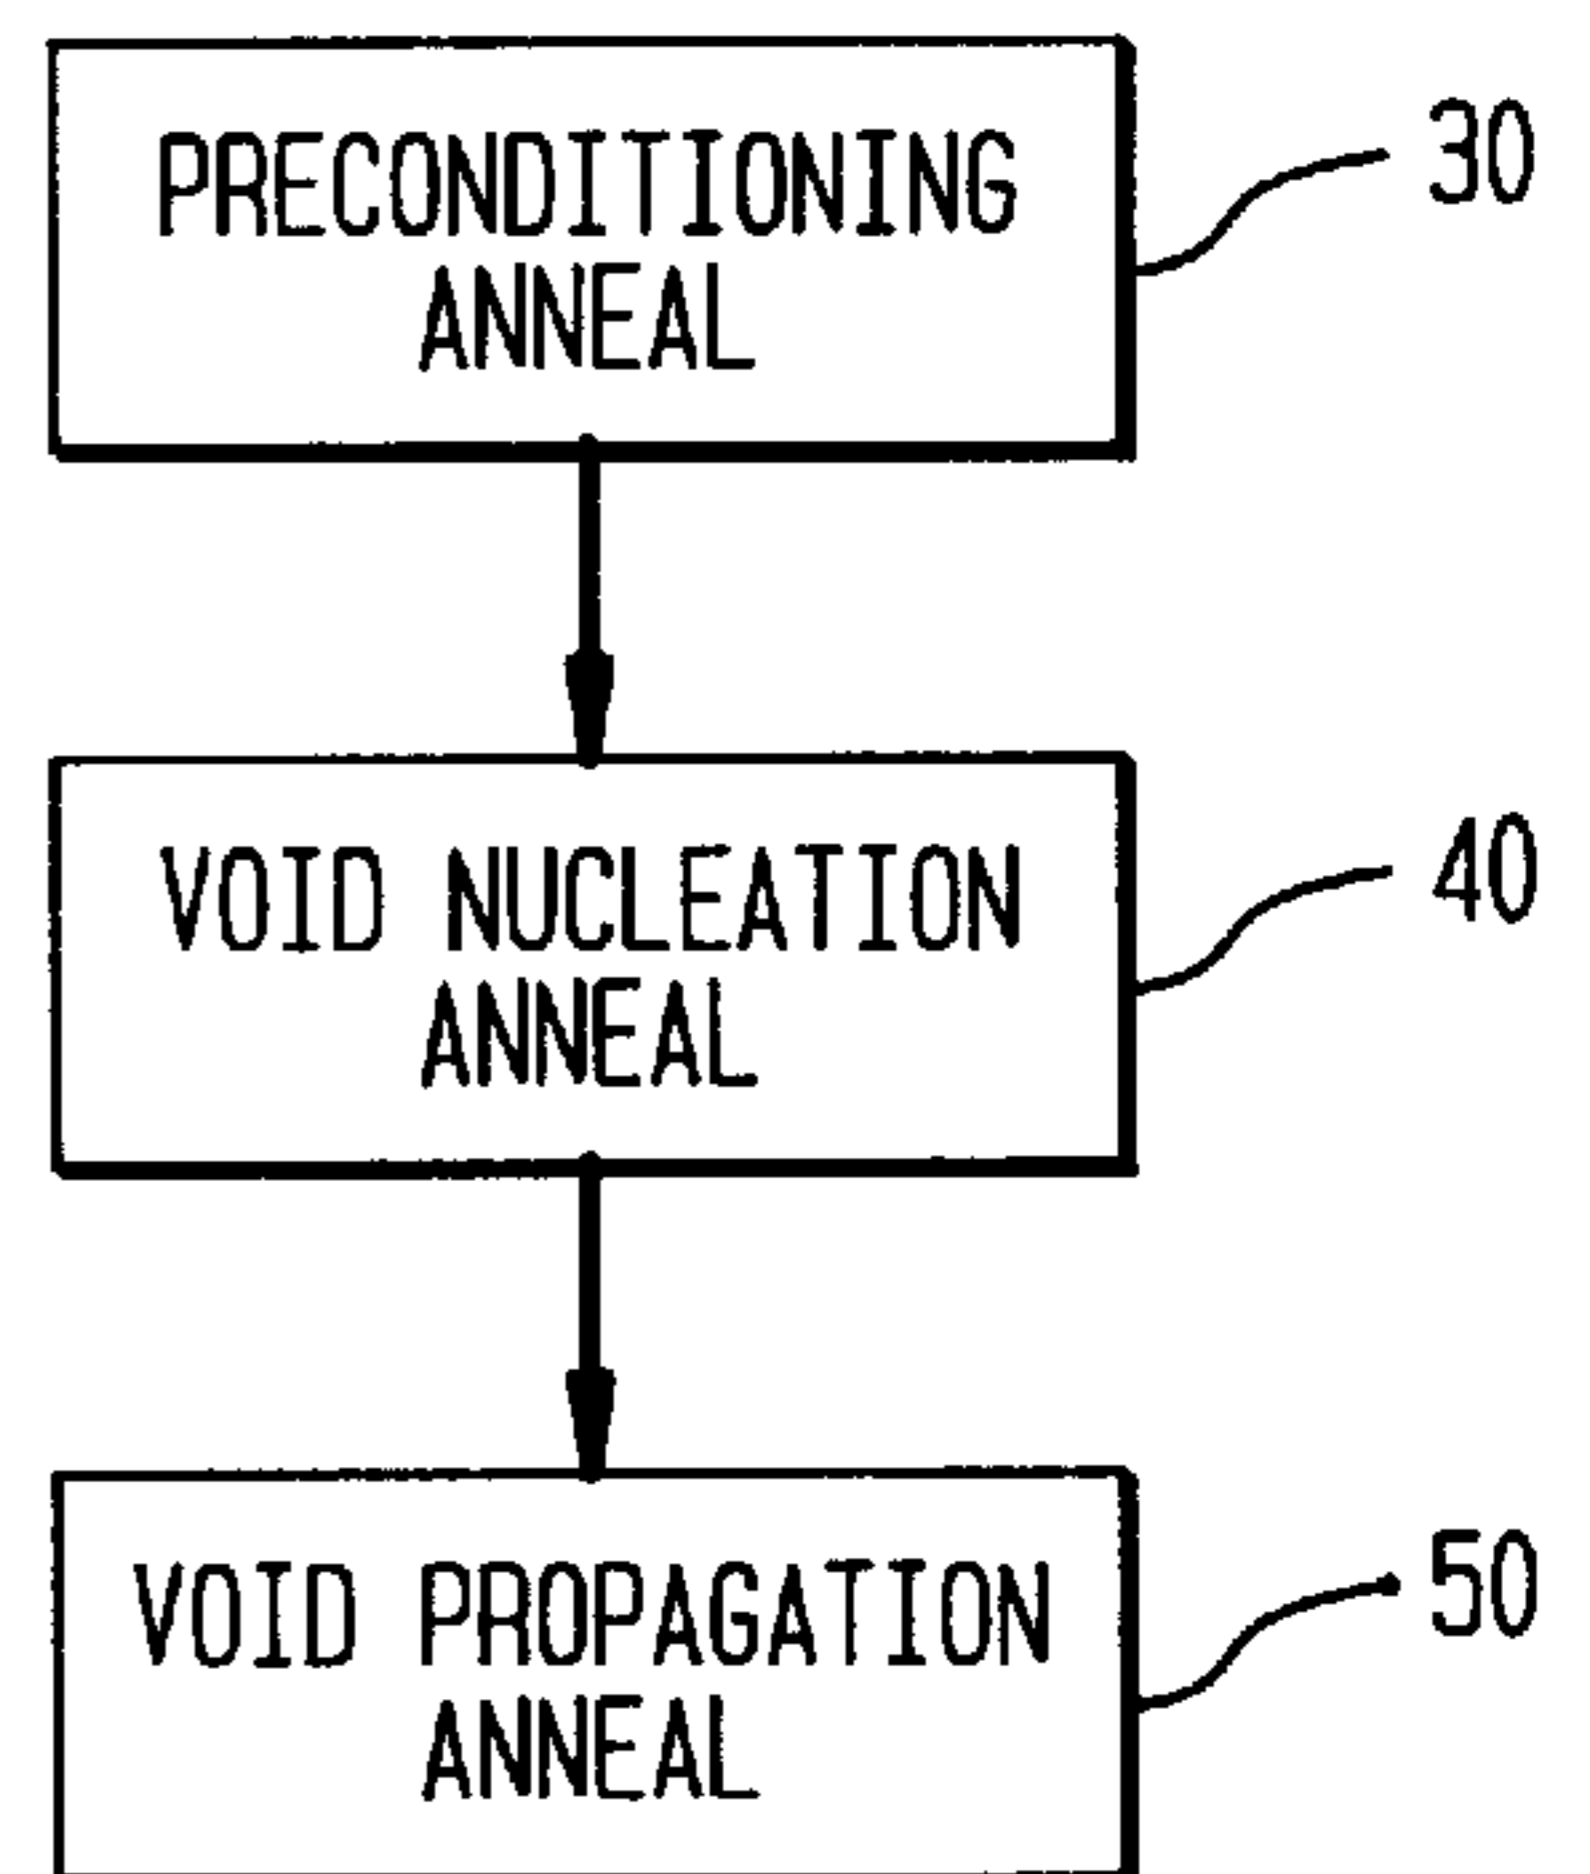 PRECONDITIONING
ANNEAL
30
VOID NUCLEATION
ANNEAL
40
VOID PROPAGATION
ANNEAL
50